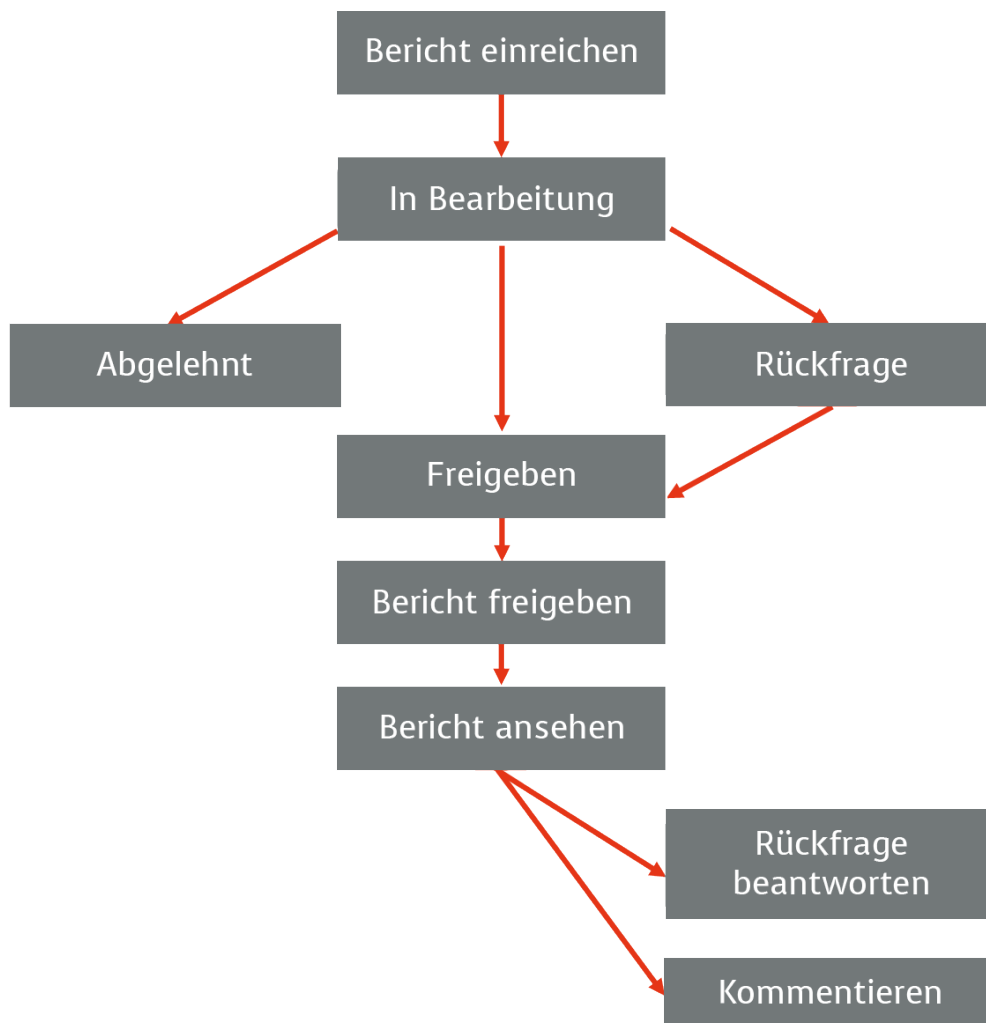 Bericht einreichen
In Bearbeitung
Abgelehnt
Rückfrage
Freigeben
Bericht freigeben
Bericht ansehen
Rückfrage
beantworten
Kommentieren